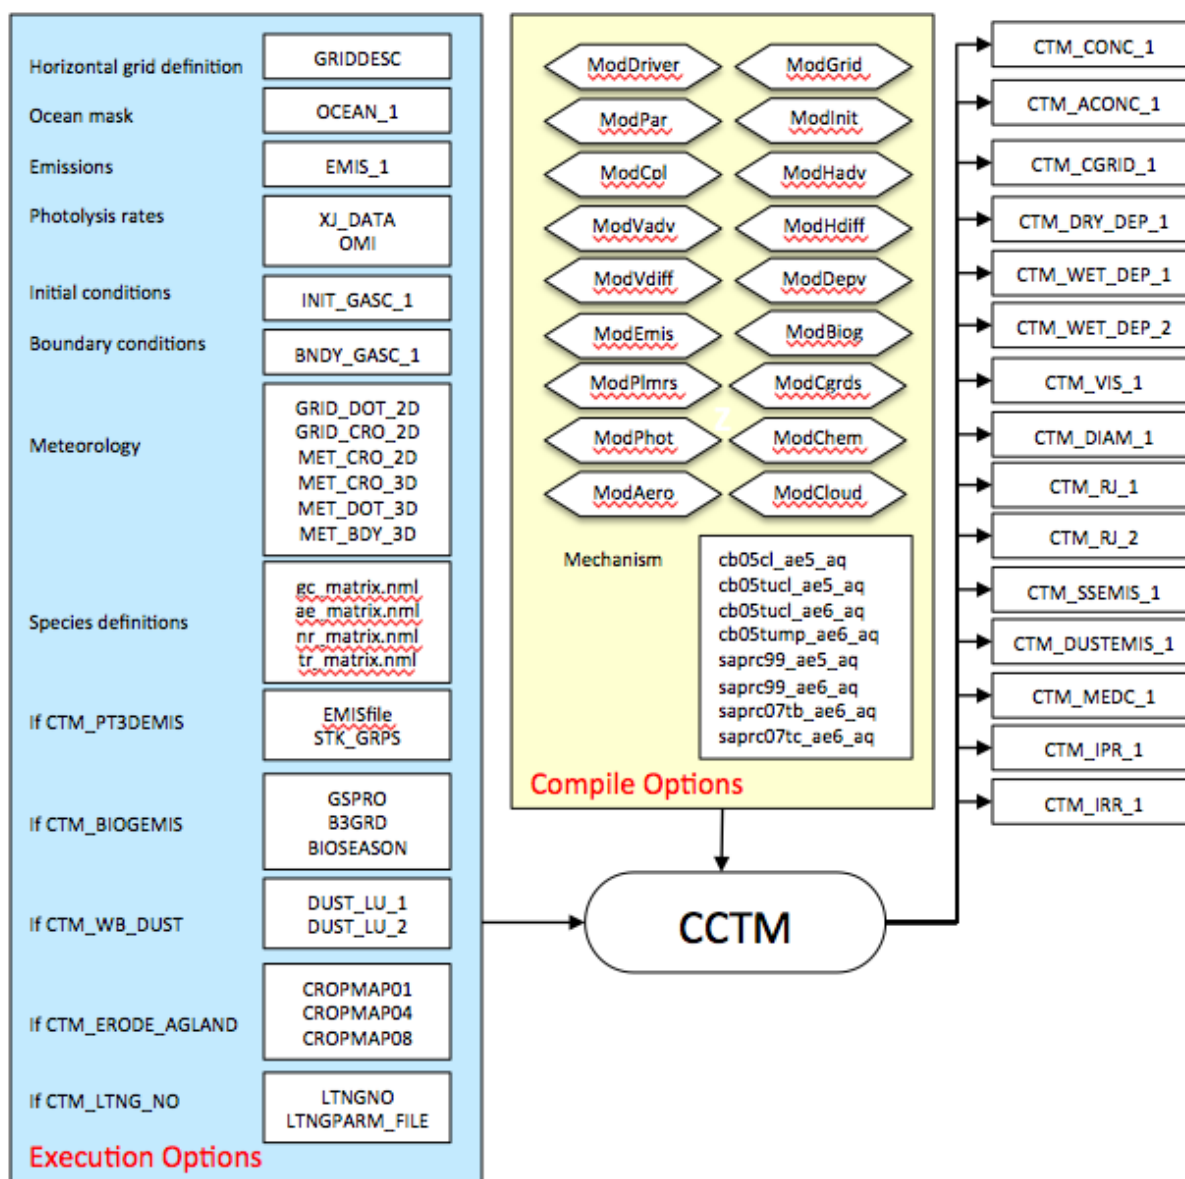 Horizontal grid definition
GRIDDESC
Ocean mask
OCEAN_1
Emissions
EMIS_1
Photolysis rates
XJ_DATA
OMI
Initial conditions
INIT_GASC_1
Boundary conditions
BNDY_GASC_1
Meteorology
GRID_DOT_2D
GRID_CRO_2D
MET_CRO_2D
MET_CRO_3D
MET_DOT_3D
MET_BDY_3D
Species definitions
gc_matrix.nml
ae_matrix.nml
nr_matrix.nml
tr_matrix.nml
If CTM_PT3DEMIS
EMISfile
STK_GRPS
If CTM_BIOGEMIS
GSPRO
B3GRD
BIOSEASON
If CTM_WB_DUST
DUST_LU_1
DUST_LU_2
If CTM_ERODE_AGLAND
CROPMAP01
CROPMAP04
CROPMAP08
If CTM_LTNG_NO
LTNGNO
LTNGPARM_FILE
Execution Options
ModDriver
ModGrid
ModPar
ModInit
ModCpl
ModHadv
ModVadv
ModHdiff
ModVdiff
ModDepv
ModEmis
ModBiog
ModPlmrs
ModCgrds
z
ModPhot
ModChem
ModAero
ModCloud
Mechanism
cb05cl_ae5_aq
cb05tucl_ae5_aq
cb05tucl_ae6_aq
cb05tump_ae6_aq
saprc99_ae5_aq
saprc99_ae6_aq
saprc07tb_ae6_aq
saprc07tc_ae6_aq
Compile Options
CCTM
CTM_CONC_1
CTM_ACONC_1
CTM_CGRID_1
CTM_DRY_DEP_1
CTM_WET_DEP_1
CTM_WET_DEP_2
CTM_VIS_1
CTM_DIAM_1
CTM_RJ_1
CTM_RJ_2
CTM_SSEMIS_1
CTM_DUSTEMIS_1
CTM_MEDC_1
CTM_IPR_1
CTM_IRR_1